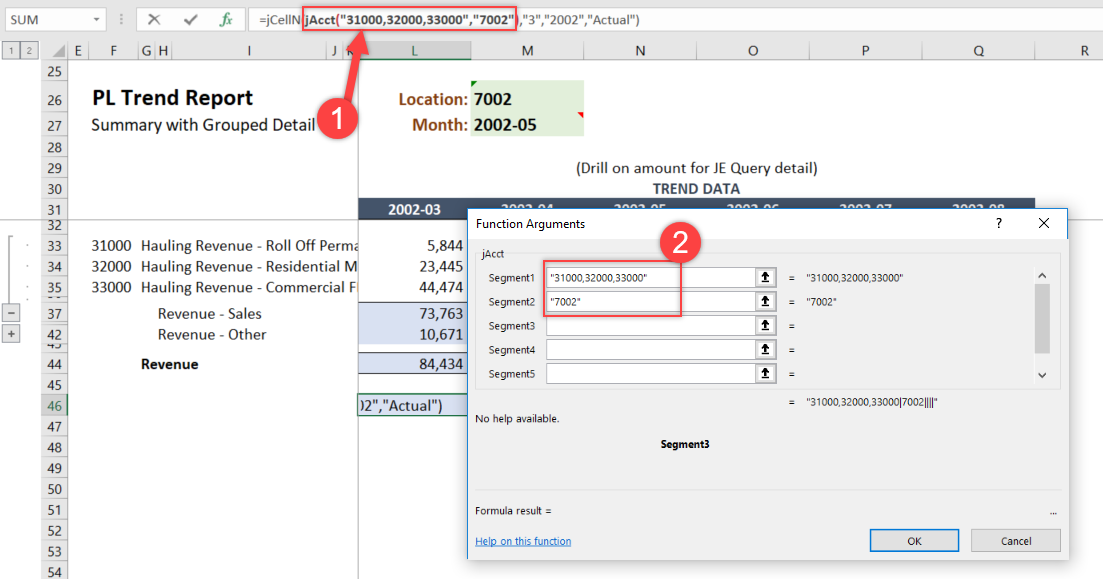 SUM
fx
=jCellN(jAcct("31000,32000,33000","7002"),"3","2002","Actual")
1 2
E F G H I J K L M N O P Q R
25
26 PL Trend Report Location: 7002
27 Summary with Grouped Detail Month: 2002-05
1
28
29 (Drill on amount for JE Query detail)
30 TREND DATA
31 2002-03 2002-04 2002-05 2002-06 2002-07 2002-08
32
33 31000 Hauling Revenue - Roll Off Perma 5,844
34 32000 Hauling Revenue - Residential M 23,445
35 33000 Hauling Revenue - Commercial F 44,474
37 Revenue - Sales 73,763
42 Revenue - Other 10,671
43
44 Revenue 84,434
45
46 02","Actual")
47
48
49
50
51
52
53
54
Function Arguments
?
2
jAcct
Segment1 "31000,32000,33000" = "31000,32000,33000"
Segment2 "7002" = "7002"
Segment3 =
Segment4 =
Segment5 =
= "31000,32000,33000|7002||||"
No help available.
Segment3
Formula result =
...
Help on this function
OK Cancel